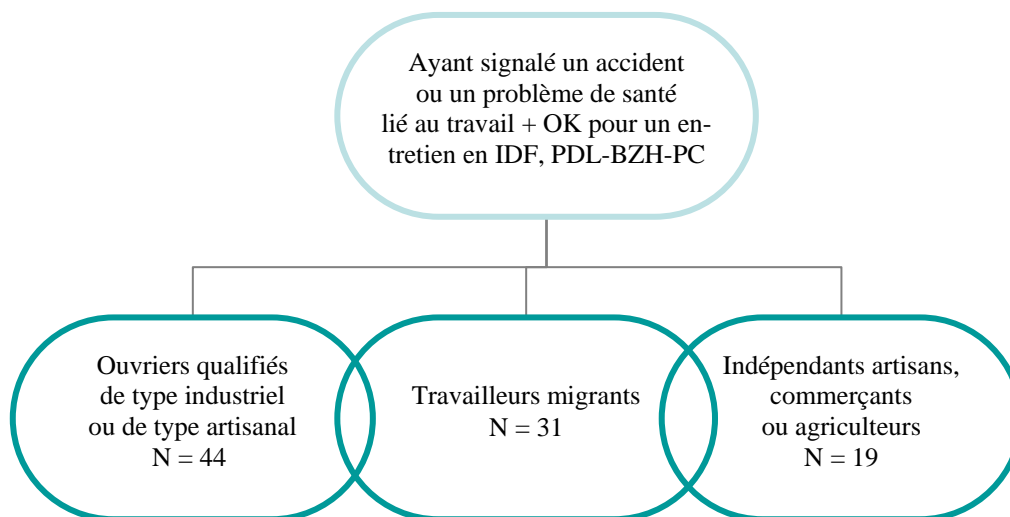 Ayant signalé un accident
ou un problème de santé
lié au travail + OK pour un en-
tretien en IDF, PDL-BZH-PC
Ouvriers qualifiés
de type industriel
ou de type artisanal
N = 44
Travailleurs migrants
N = 31
Indépendants artisans,
commerçants
ou agriculteurs
N = 19